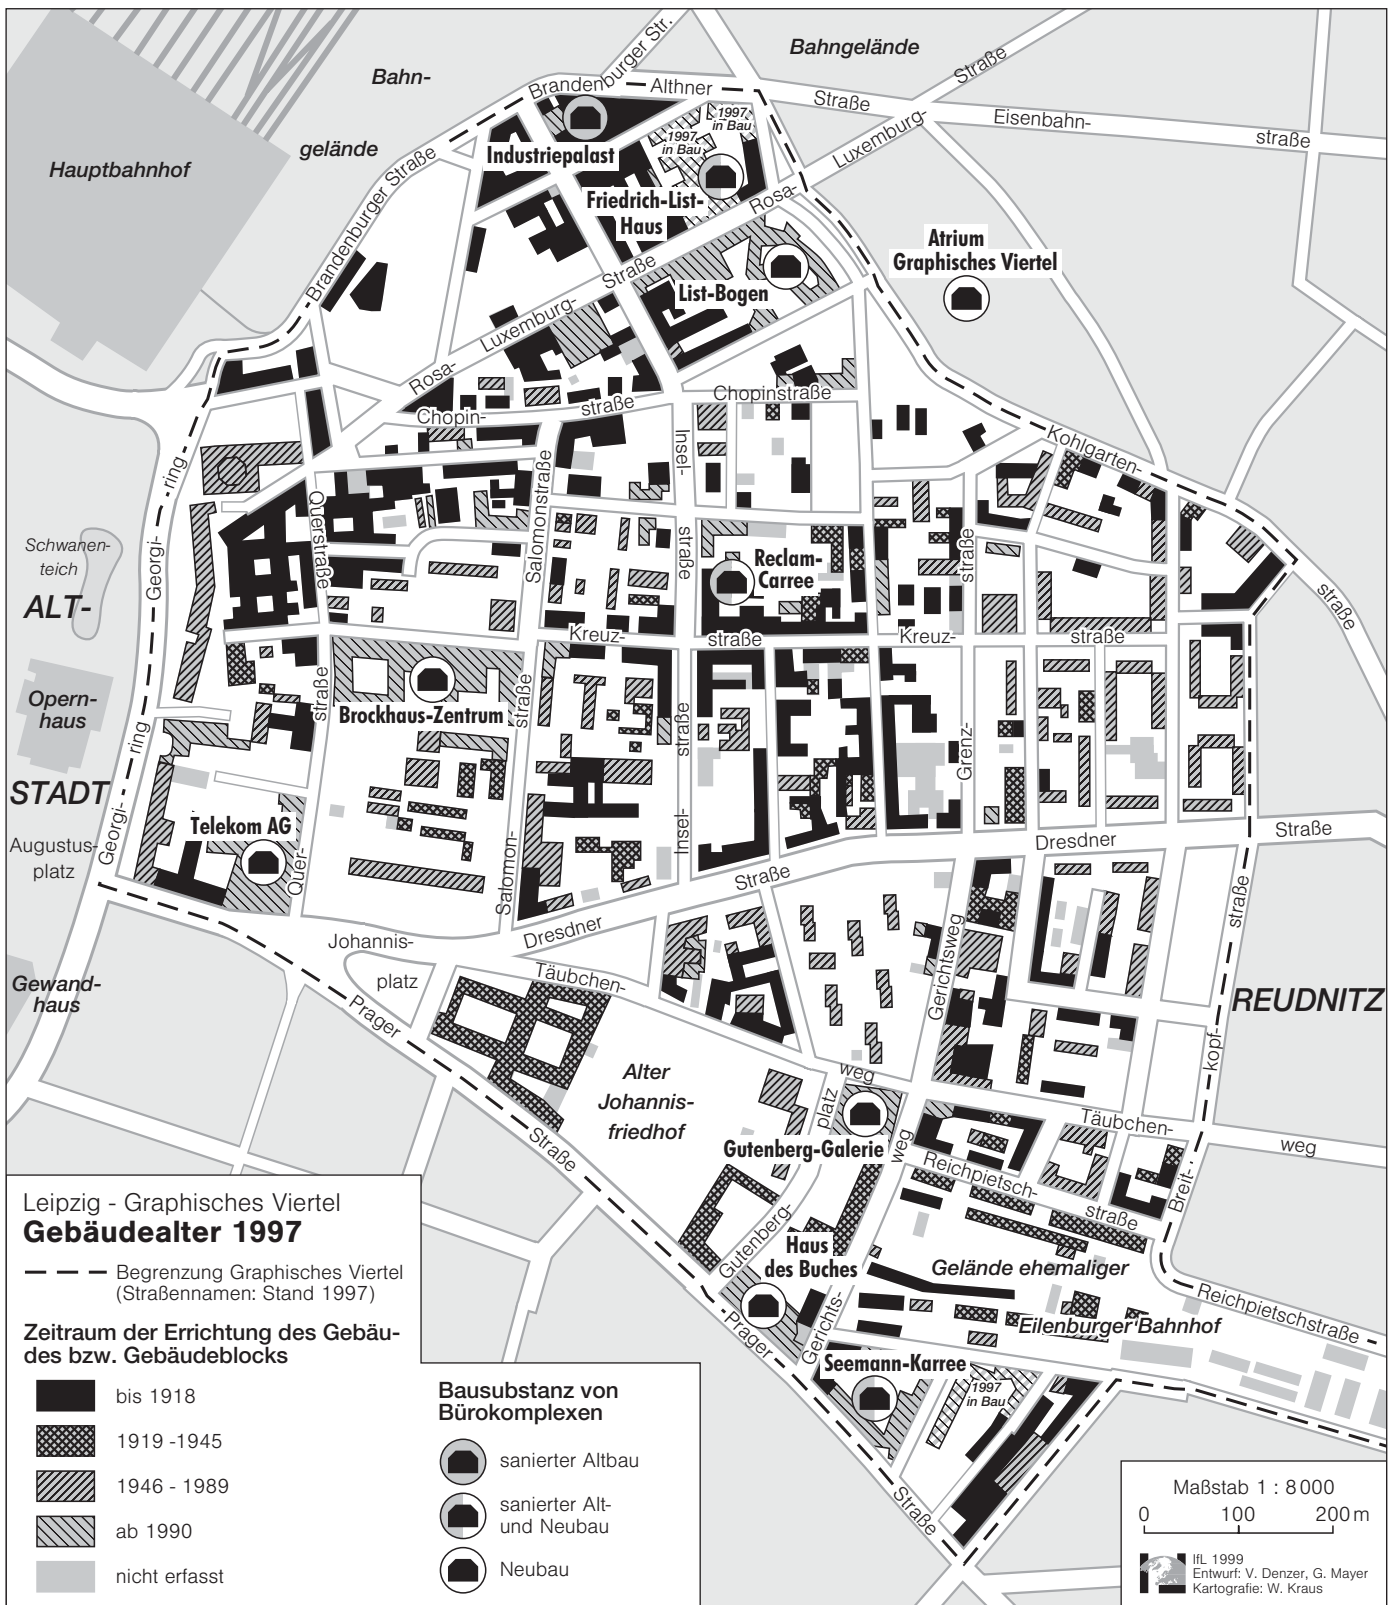 Bahngelände
Bahn-
gelände
Hauptbahnhof
Brandenburger Str.
Althner
Straße
Straße
Eisenbahn-
straße
1997
in Bau
1997
in Bau
Industriepalast
Luxemburg-
Rosa-
Friedrich-List-
Haus
Brandenburger Straße
Atrium
Graphisches Viertel
Straße
List-Bogen
Luxemburg-
Rosa-
Chopin-
straße
Chopinstraße
Kohlgarten-
straße
Insel-
straße
Georgi-
ring
Querstraße
Salomonstraße
Schwanen-
teich
ALT-
Reclam-
Carree
straße
Kreuz-
straße
Kreuz-
straße
Opern-
haus
ring
Georgi-
straße
Brockhaus-Zentrum
straße
straße
Grenz-
STADT
Augustus-
platz
Telekom AG
Quer-
Salomon-
Insel-
Dresdner
Straße
Straße
Dresdner
straße
Johannis-
platz
Täubchen-
Gerichtsweg
Gewand-
haus
Prager
REUDNITZ
kopf-
Alter
Johannis-
friedhof
weg
platz
Täubchen-
weg
Straße
Gutenberg-Galerie
weg
Reichpietsch-
straße
Breit-
Gutenberg-
Haus
des Buches
Gelände ehemaliger
Eilenburger Bahnhof
Reichpietschstraße
Prager
Gerichts-
Seemann-Karree
1997
in Bau
Straße
Leipzig - Graphisches Viertel
Gebäudealter 1997
Begrenzung Graphisches Viertel
(Straßennamen: Stand 1997)
Zeitraum der Errichtung des Gebäu-
des bzw. Gebäudeblocks
bis 1918
1919 -1945
1946 - 1989
ab 1990
nicht erfasst
Bausubstanz von
Bürokomplexen
sanierter Altbau
sanierter Alt-
und Neubau
Neubau
Maßstab 1 : 8000
0 100 200 m
IfL 1999
Entwurf: V. Denzer, G. Mayer
Kartografie: W. Kraus